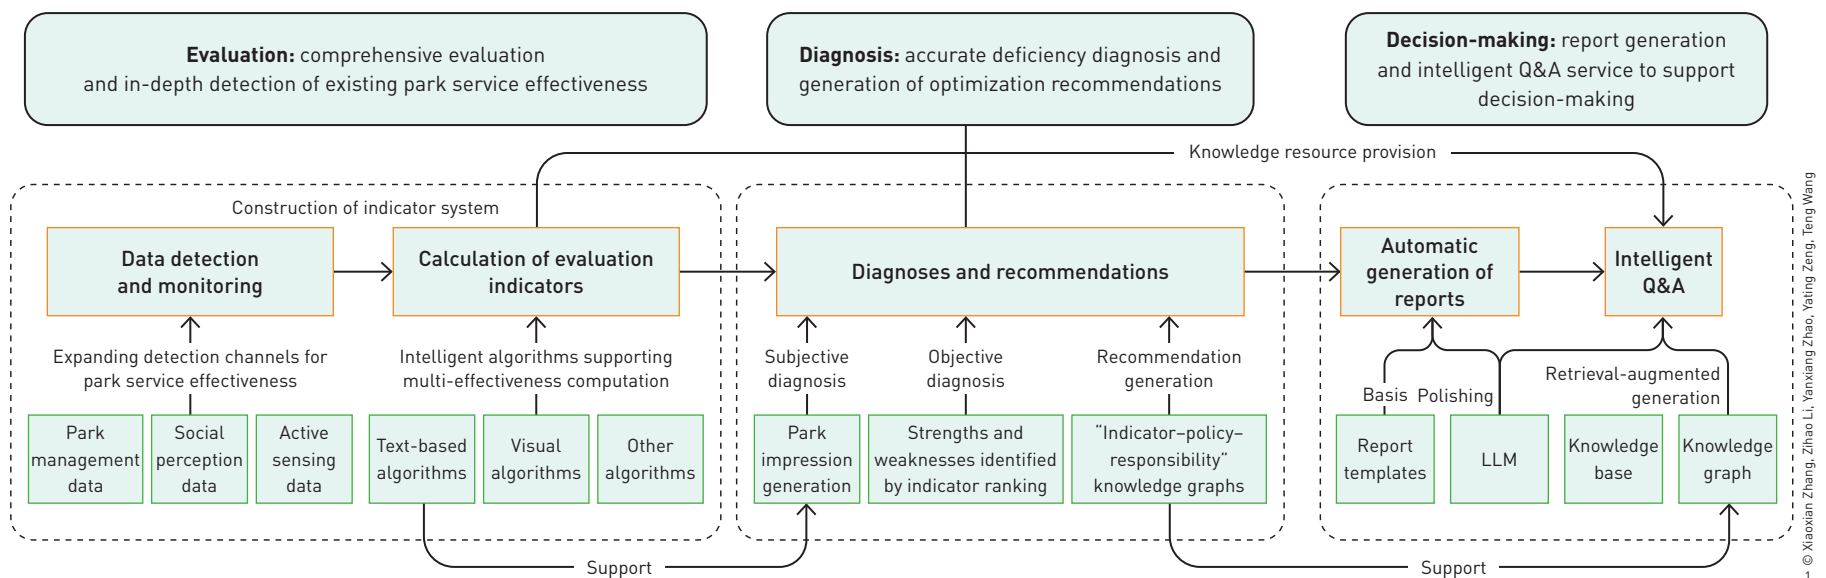 Evaluation: comprehensive evaluation
and in-depth detection of existing park service effectiveness
Diagnosis: accurate deficiency diagnosis and
generation of optimization recommendations
Decision-making: report generation
and intelligent Q&A service to support
decision-making
Knowledge resource provision
Construction of indicator system
Data detection
and monitoring
Calculation of evaluation
indicators
Diagnoses and recommendations
Automatic
generation of
reports
Intelligent
Q&A
Expanding detection channels for
park service effectiveness
Intelligent algorithms supporting
multi-effectiveness computation
Subjective
diagnosis
Objective
diagnosis
Recommendation
generation
Basis
Polishing
Retrieval-augmented
generation
Park
management
data
Social
perception
data
Active
sensing
data
Text-based
algorithms
Visual
algorithms
Other
algorithms
Park
impression
generation
Strengths and
weaknesses identified
by indicator ranking
“Indicator–policy–
responsibility”
knowledge graphs
Report
templates
LLM
Knowledge
base
Knowledge
graph
Support
Support
© Xiaoxian Zhang, Zihao Li, Yanxiang Zhao, Yating Zeng, Teng Wang
1